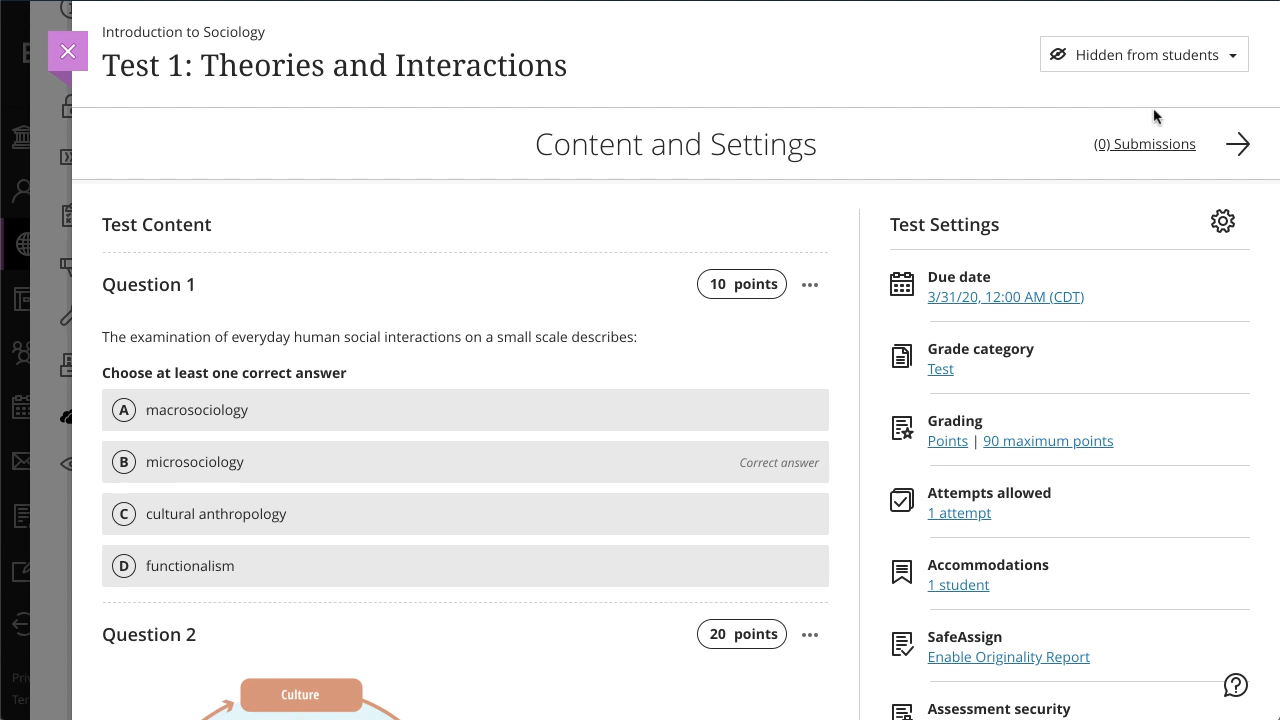 Introduction to Sociology
Test 1: Theories and Interactions
Hidden from students
Content and Settings
(0) Submissions
Test Content
Question 1
10 points
The examination of everyday human social interactions on a small scale describes:
Choose at least one correct answer
A macrosociology
B microsociology
Correct answer
C cultural anthropology
D functionalism
Question 2
20 points
Culture
Test Settings
Due date
3/31/20, 12:00 AM (CDT)
Grade category
Test
Grading
Points | 90 maximum points
Attempts allowed
1 attempt
Accommodations
1 student
SafeAssign
Enable Originality Report
Assessment security